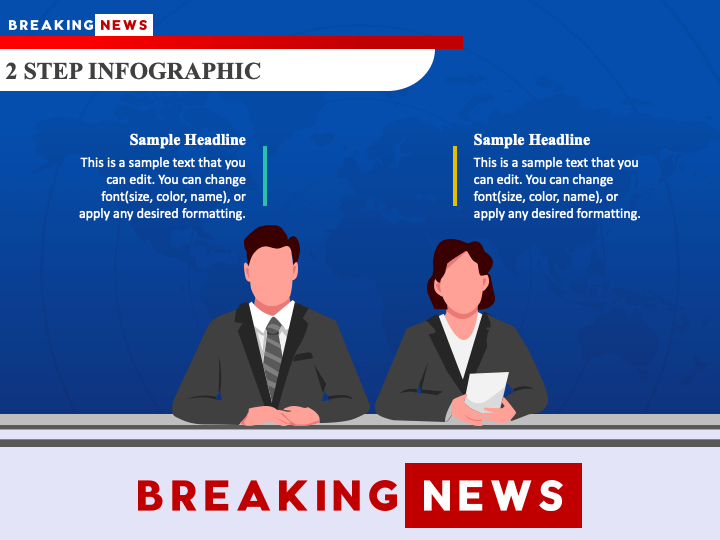 BREAKING NEWS
2 STEP INFOGRAPHIC
Sample Headline
This is a sample text that you
can edit. You can change
font(size, color, name), or
apply any desired formatting.
Sample Headline
This is a sample text that you
can edit. You can change
font(size, color, name), or
apply any desired formatting.
BREAKING NEWS